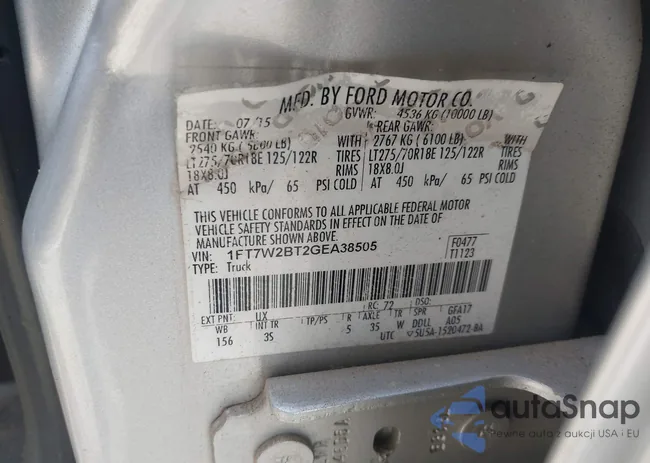 MFD. BY FORD MOTOR CO.
DATE: 07/15 GVWR: 4536 KG (10000 LB)
FRONT GAWR: REAR GAWR:
2540 KG (5600 LB) WITH 2767 KG (6100 LB) WITH
LT275/70R18E 125/122R TIRES LT275/70R18E 125/122R TIRES
18X8.0J RIMS 18X8.0J RIMS
AT 450 kPa/ 65 PSI COLD AT 450 kPa/ 65 PSI COLD
THIS VEHICLE CONFORMS TO ALL APPLICABLE FEDERAL MOTOR
VEHICLE SAFETY STANDARDS IN EFFECT ON THE DATE OF
MANUFACTURE SHOWN ABOVE.
VIN: 1FT7W2BT2GEA38505 F0477
TYPE: Truck T1123
EXT PNT: UX RC: 72 DSO:
WB INT TR TP/PS R AXLE TR SPR GFA17
156 3S 5 35 W DDLL A05
UTC
autaSnap
Pewne auta z aukcji USA i EU